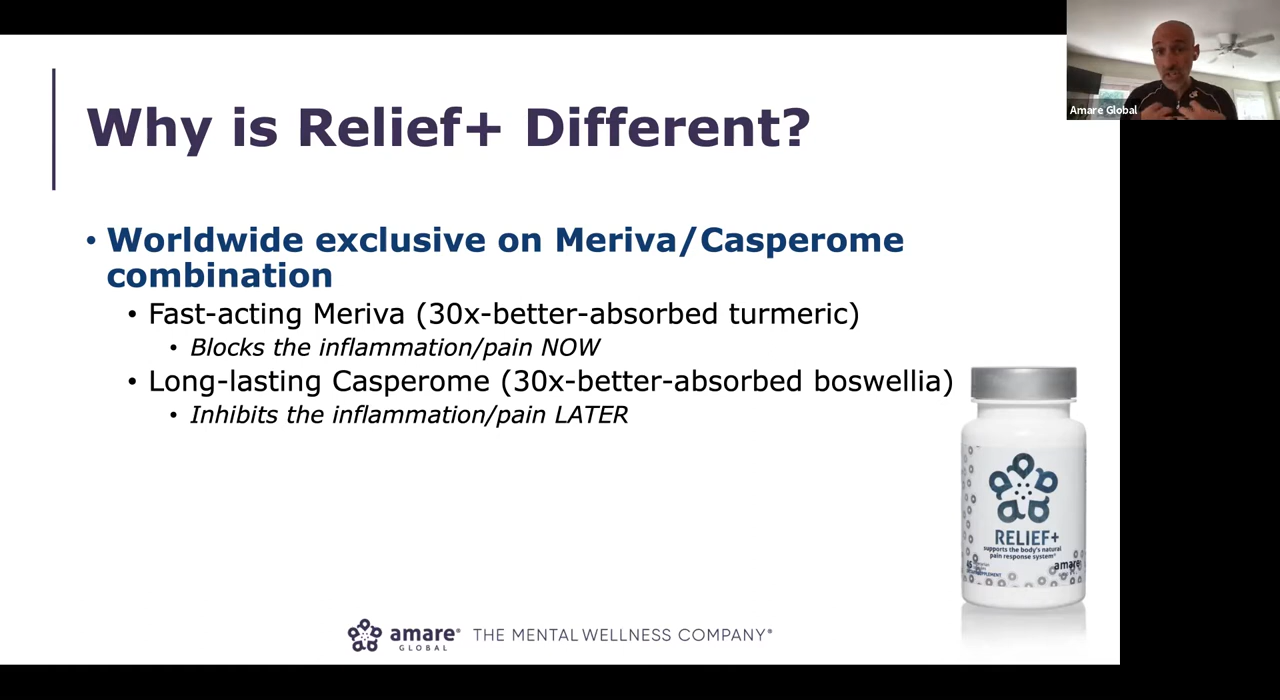 Why is Relief+ Different?
Amare Global
• Worldwide exclusive on Meriva/Casperome
combination
• Fast-acting Meriva (30x-better-absorbed turmeric)
• Blocks the inflammation/pain NOW
• Long-lasting Casperome (30x-better-absorbed boswellia)
• Inhibits the inflammation/pain LATER
RELIEF+
supports the body's natural
pain response system*
amare
amare® THE MENTAL WELLNESS COMPANY®
GLOBAL